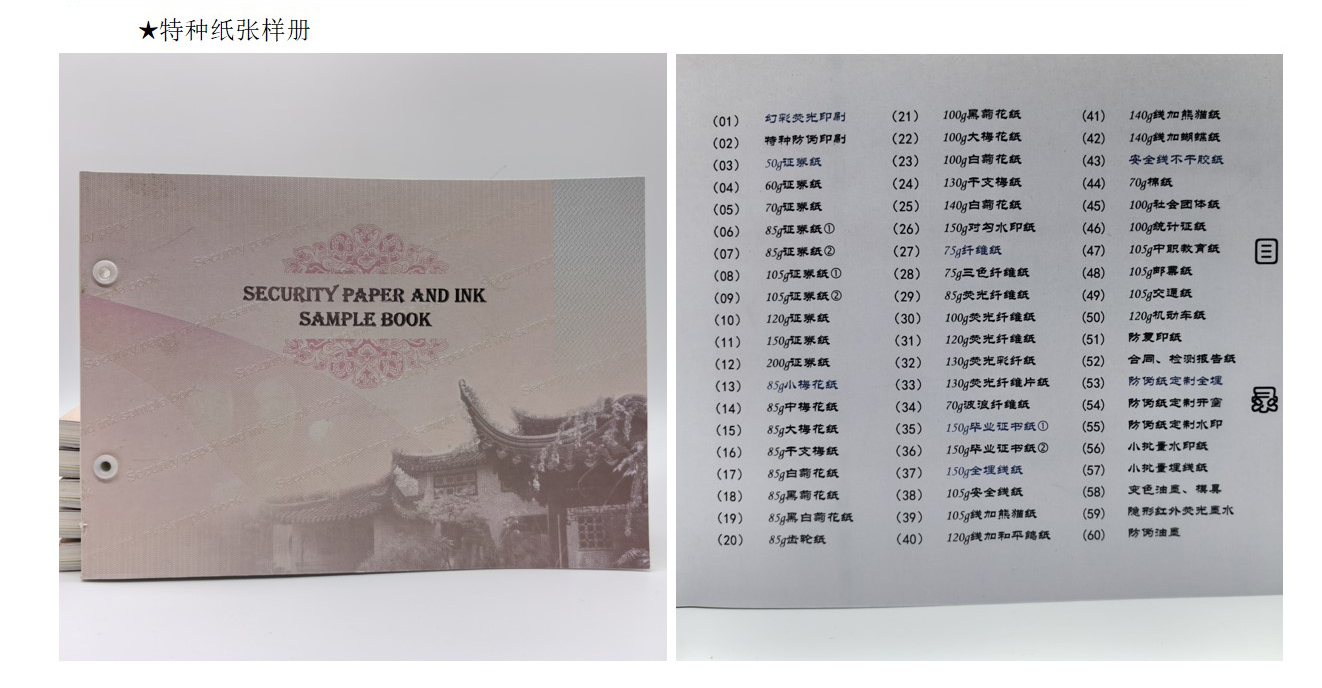 ★特种纸张样册
SECURITY PAPER AND INK
SAMPLE BOOK
(01) 幻彩荧光印刷
(02) 特种防伪印刷
(03) 50g证券纸
(04) 60g证券纸
(05) 70g证券纸
(06) 85g证券纸①
(07) 85g证券纸②
(08) 105g证券纸①
(09) 105g证券纸②
(10) 120g证券纸
(11) 150g证券纸
(12) 200g证券纸
(13) 85g小梅花纸
(14) 85g中梅花纸
(15) 85g大梅花纸
(16) 85g干支梅纸
(17) 85g白菊花纸
(18) 85g黑菊花纸
(19) 85g黑白菊花纸
(20) 85g齿轮纸
(21) 100g黑菊花纸
(22) 100g大梅花纸
(23) 100g白菊花纸
(24) 130g干支梅纸
(25) 140g白菊花纸
(26) 150g对勾水印纸
(27) 75g纤维纸
(28) 75g三色纤维纸
(29) 85g荧光纤维纸
(30) 100g荧光纤维纸
(31) 120g荧光纤维纸
(32) 130g荧光彩纤纸
(33) 130g荧光纤维片纸
(34) 70g波浪纤维纸
(35) 150g毕业证书纸①
(36) 150g毕业证书纸②
(37) 150g全埋线纸
(38) 105g安全线纸
(39) 105g线加熊猫纸
(40) 120g线加和平鸽纸
(41) 140g线加熊猫纸
(42) 140g线加蝴蝶纸
(43) 安全线不干胶纸
(44) 70g棉纸
(45) 100g社会团体纸
(46) 100g统计证纸
(47) 105g中职教育纸
(48) 105g邮票纸
(49) 105g交通纸
(50) 120g机动车纸
(51) 防复印纸
(52) 合同、检测报告纸
(53) 防伪纸定制全埋
(54) 防伪纸定制开窗
(55) 防伪纸定制水印
(56) 小批量水印纸
(57) 小批量埋线纸
(58) 变色油墨、模具
(59) 隐形红外荧光墨水
(60) 防伪油墨
目
录